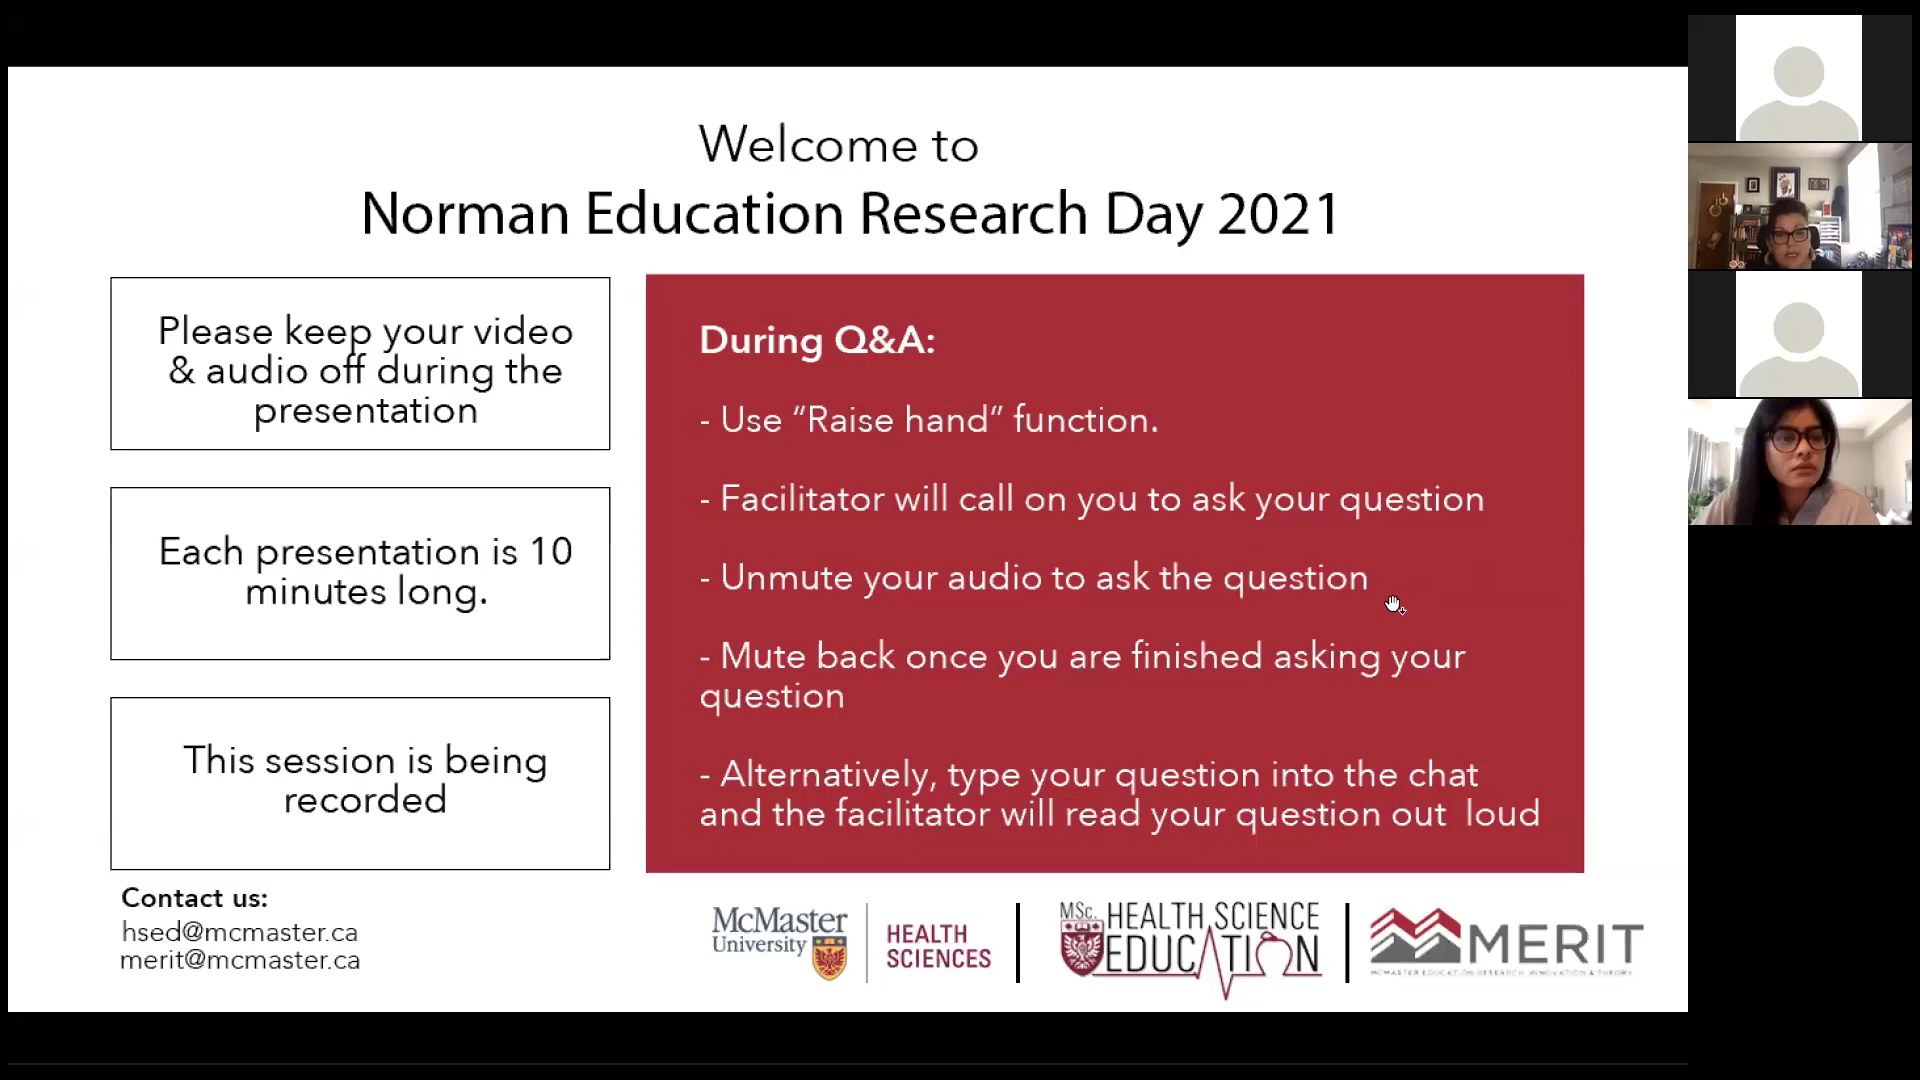 Welcome to
Norman Education Research Day 2021
Please keep your video
& audio off during the
presentation
Each presentation is 10
minutes long.
This session is being
recorded
During Q&A:
- Use “Raise hand” function.
- Facilitator will call on you to ask your question
- Unmute your audio to ask the question
- Mute back once you are finished asking your
question
- Alternatively, type your question into the chat
and the facilitator will read your question out loud
Contact us:
hsed@mcmaster.ca
merit@mcmaster.ca
McMaster
University
HEALTH
SCIENCES
MSc. HEALTH SCIENCE
EDUCATION
MERIT
MCMASTER EDUCATION RESEARCH, INNOVATION & THEORY